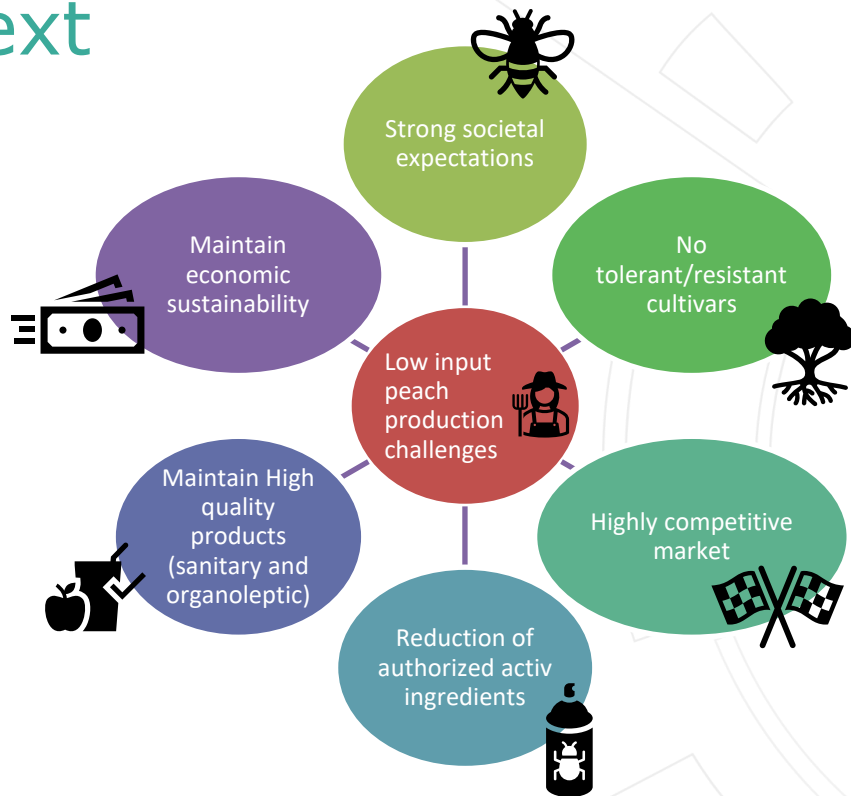 ext
Strong societal
expectations
No
tolerant/resistant
cultivars
Highly competitive
market
Reduction of
authorized activ
ingredients
Maintain High
quality
products
(sanitary and
organoleptic)
Maintain
economic
sustainability
Low input
peach
production
challenges